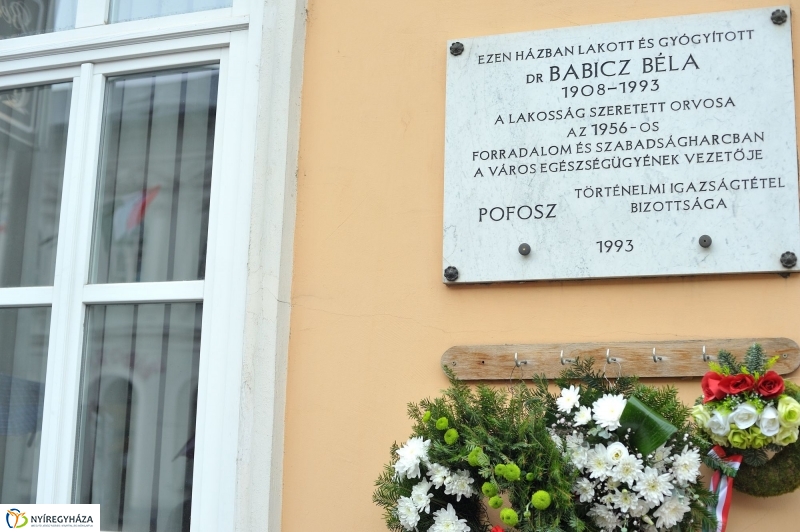 EZEN HÁZBAN LAKOTT ÉS GYÓGYÍTOTT
DR BABICZ BÉLA
1908-1993
A LAKOSSÁG SZERETETT ORVOSA
AZ 1956-OS
FORRADALOM ÉS SZABADSÁGHARCBAN
A VÁROS EGÉSZSÉGÜGYÉNEK VEZETŐJE
POFOSZ
TÖRTÉNELMI IGAZSÁGTÉTEL
BIZOTTSÁGA
1993
NYÍREGYHÁZA